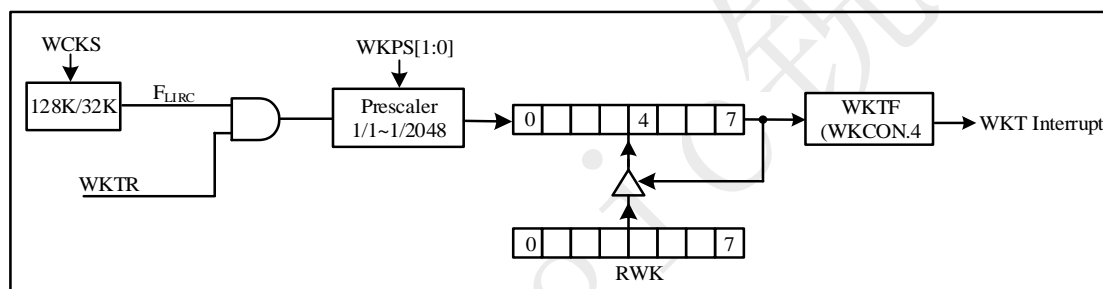 WCKS
WKPS[1:0]
128K/32K
FLIRC
Prescaler
1/1~1/2048
0 4 7
WKTF
(WKCON.4
WKT Interrupt
WKTR
0 7
RWK